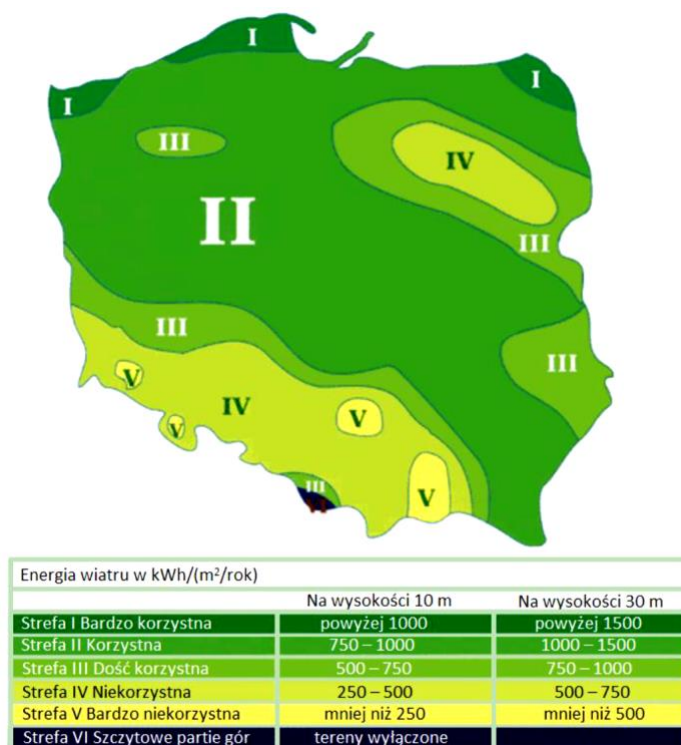 I
I
I
III
IV
II
III
III
III
V
IV
V
V
V
III
VI
Energia wiatru w kWh/(m²/rok)
Na wysokości 10 m Na wysokości 30 m
Strefa I Bardzo korzystna powyżej 1000 powyżej 1500
Strefa II Korzystna 750 – 1000 1000 – 1500
Strefa III Dość korzystna 500 – 750 750 – 1000
Strefa IV Niekorzystna 250 – 500 500 – 750
Strefa V Bardzo niekorzystna mniej niż 250 mniej niż 500
Strefa VI Szczytowe partie gór tereny wyłączone